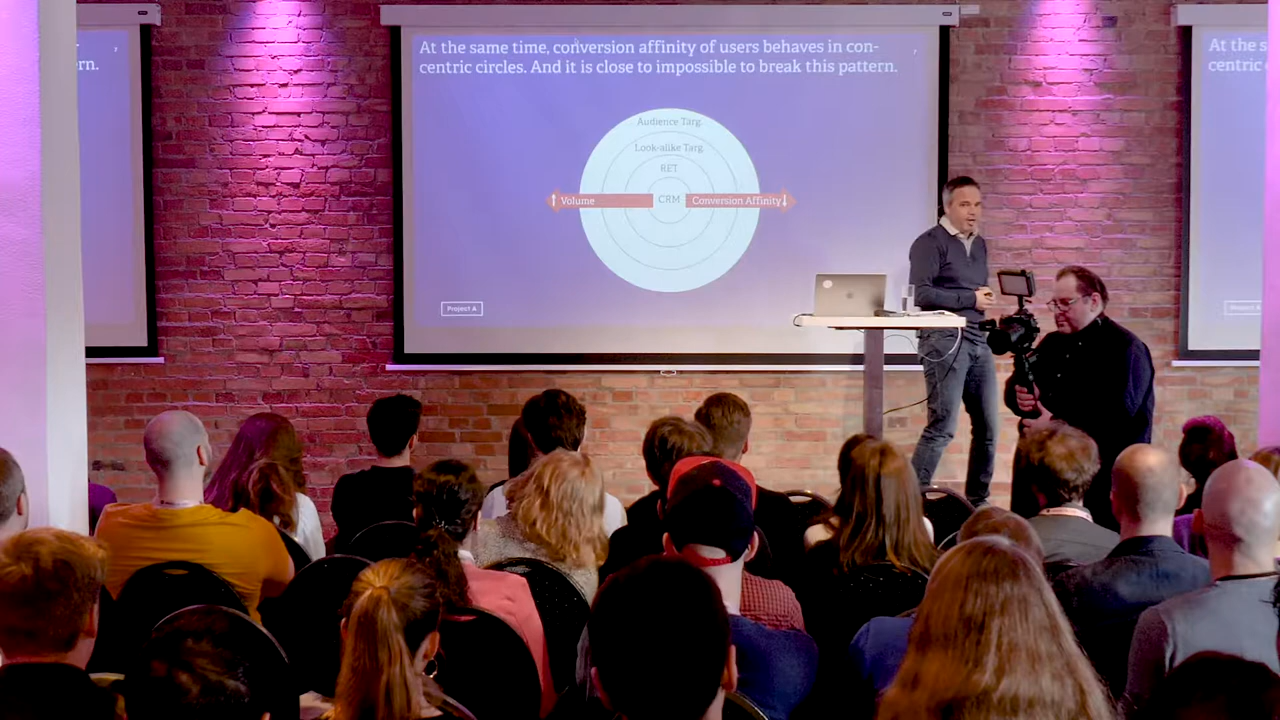 rn.
At the same time, conversion affinity of users behaves in con-
centric circles. And it is close to impossible to break this pattern.
Audience Targ.
Look-alike Targ.
RET
CRM
Volume
Conversion Affinity
Project A
At the s
centric